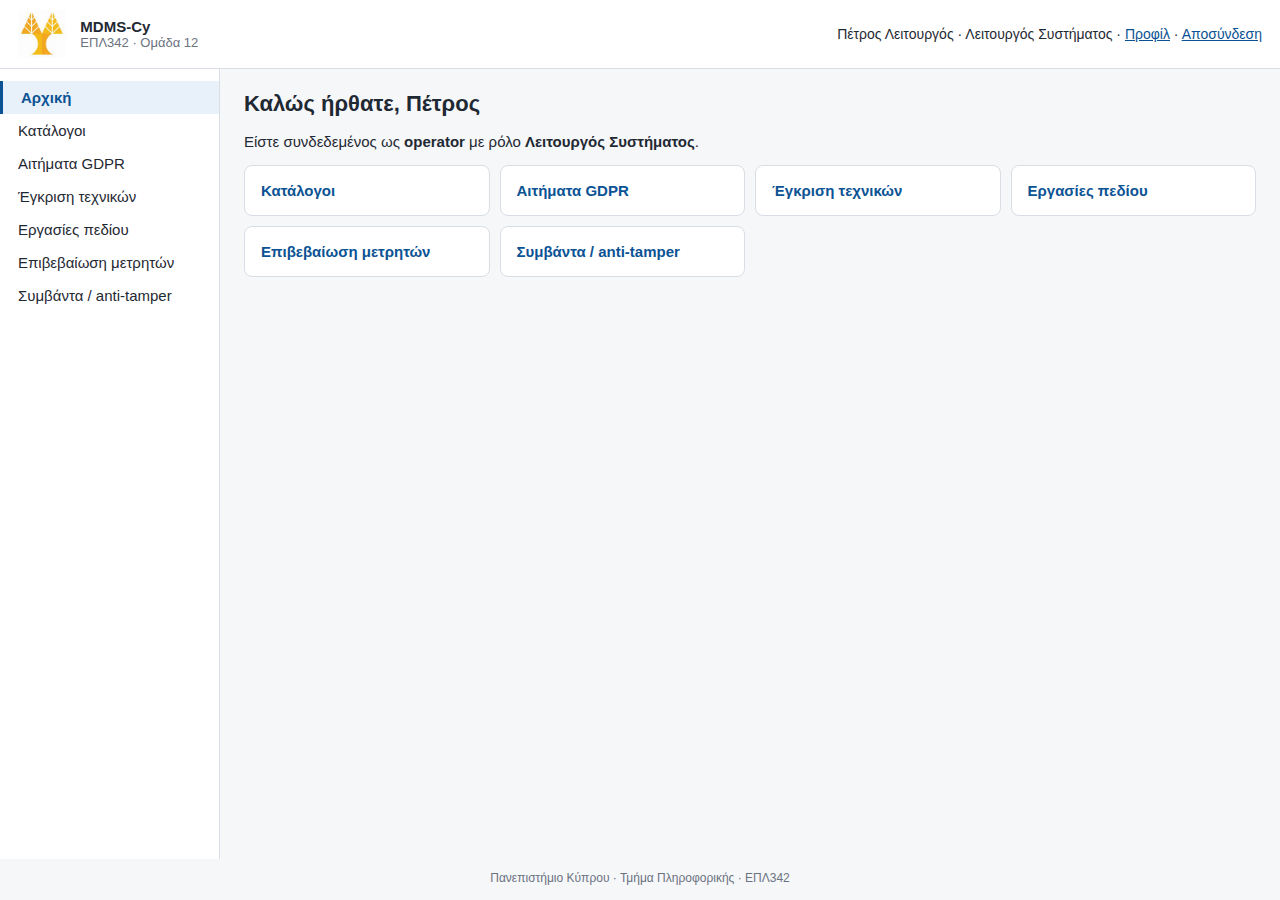 MDMS-Cy
ΕΠΛ342 · Ομάδα 12
Πέτρος Λειτουργός · Λειτουργός Συστήματος · Προφίλ · Αποσύνδεση
Αρχική
Κατάλογοι
Αιτήματα GDPR
Έγκριση τεχνικών
Εργασίες πεδίου
Επιβεβαίωση μετρητών
Συμβάντα / anti-tamper
Καλώς ήρθατε, Πέτρος
Είστε συνδεδεμένος ως operator με ρόλο Λειτουργός Συστήματος.
Κατάλογοι
Αιτήματα GDPR
Έγκριση τεχνικών
Εργασίες πεδίου
Επιβεβαίωση μετρητών
Συμβάντα / anti-tamper
Πανεπιστήμιο Κύπρου · Τμήμα Πληροφορικής · ΕΠΛ342